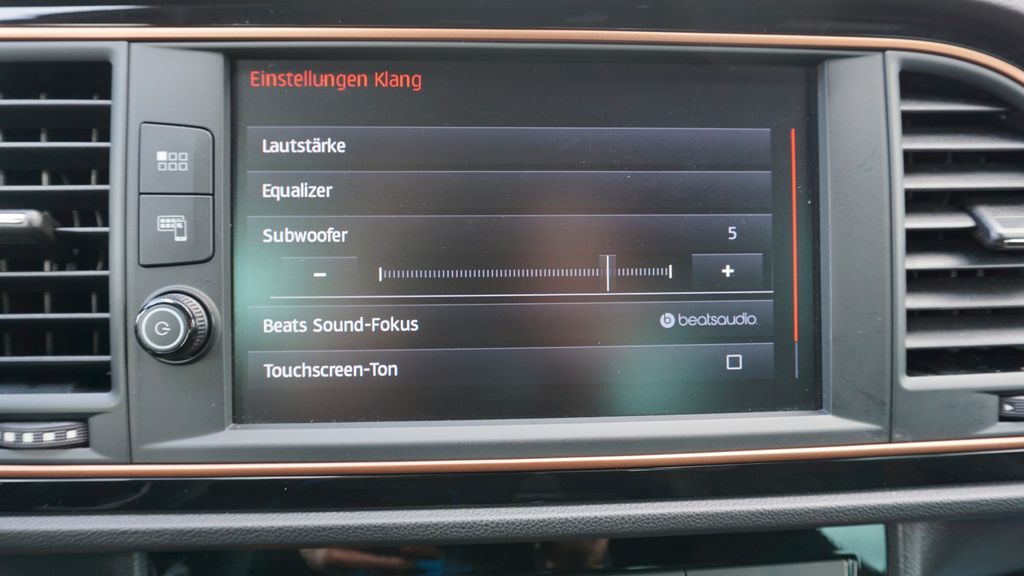 Einstellungen Klang
Lautstärke
Equalizer
Subwoofer 5
− +
Beats Sound-Fokus beatsaudio
Touchscreen-Ton